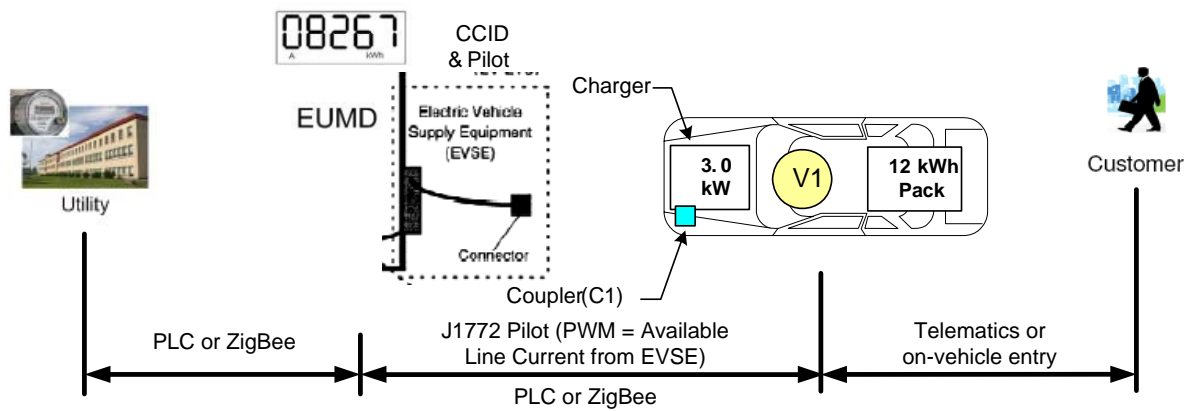 08267
A
kWh
CCID
& Pilot
EUMD
Electric Vehicle
Supply Equipment
(EVSE)
Connector
Utility
Charger
3. 0
kW
V1
12 kWh
Pack
Customer
Coupler(C1)
PLC or ZigBee
J1772 Pilot (PWM = Available
Line Current from EVSE)
PLC or ZigBee
Telematics or
on-vehicle entry